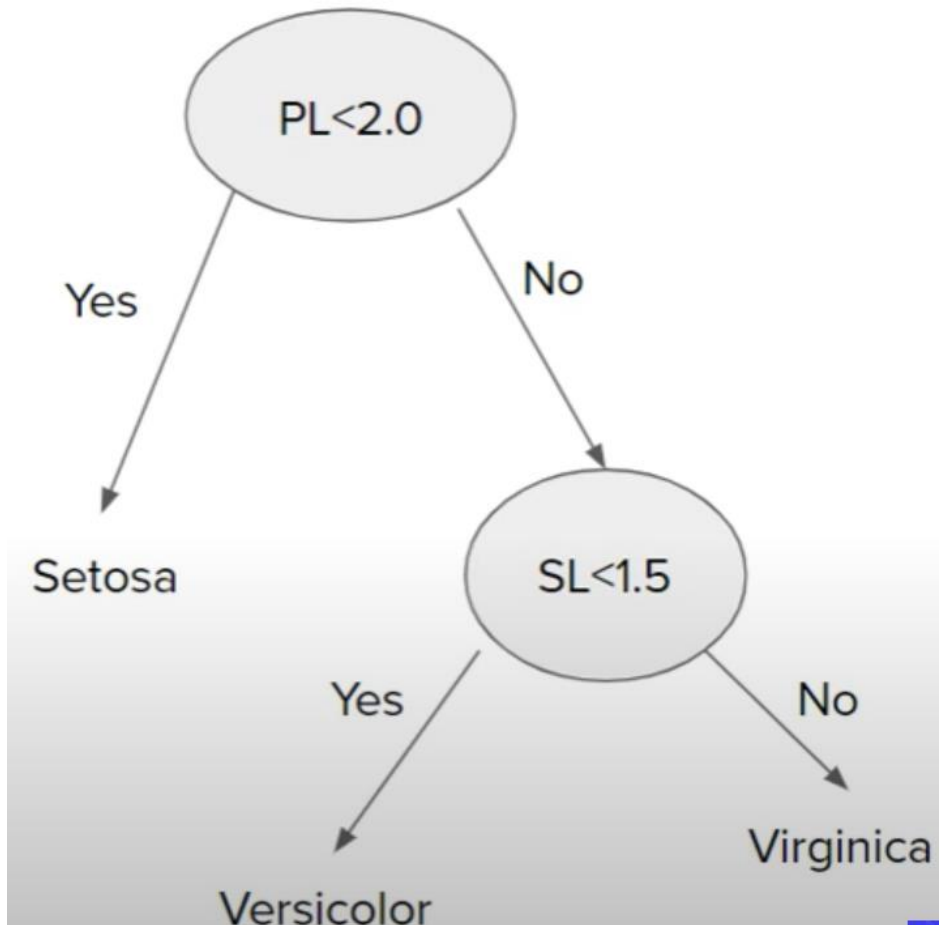 PL<2.0
Yes
No
Setosa
SL<1.5
Yes
No
Virginica
Versicolor